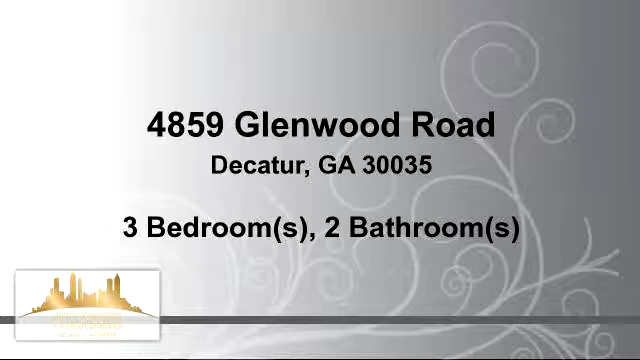 4859 Glenwood Road
Decatur, GA 30035
3 Bedroom(s), 2 Bathroom(s)